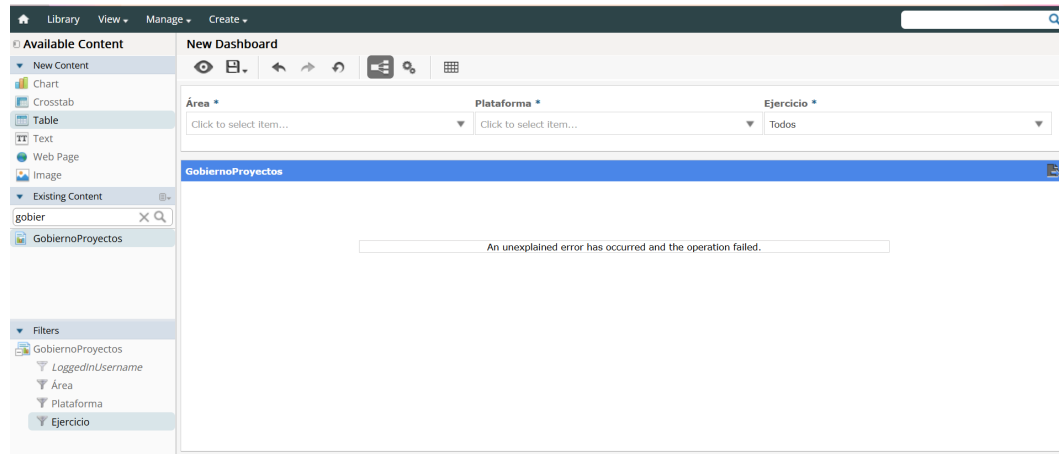 Library View Manage Create
Available Content
New Dashboard
New Content
Chart
Crosstab
Table
TT Text
Web Page
Image
Existing Content
gobier
GobiernoProyectos
Filters
GobiernoProyectos
LoggedInUsername
Área
Plataforma
Ejercicio
Área * Plataforma * Ejercicio *
Click to select item... Click to select item... Todos
GobiernoProyectos
An unexplained error has occurred and the operation failed.